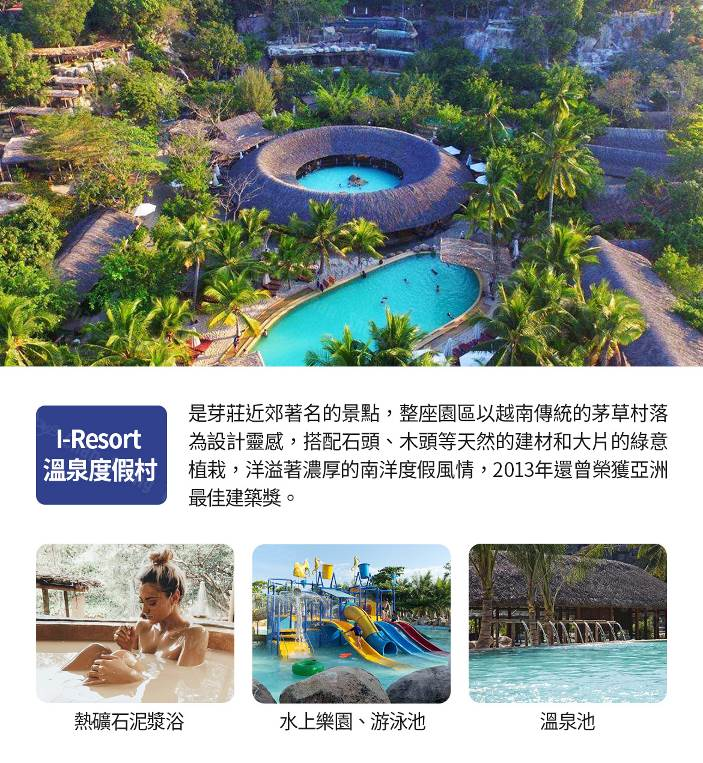 I-Resort
溫泉度假村
是芽莊近郊著名的景點，整座園區以越南傳統的茅草村落
為設計靈感，搭配石頭、木頭等天然的建材和大片的綠意
植栽，洋溢著濃厚的南洋度假風情，2013年還曾榮獲亞洲
最佳建築獎。
熱礦石泥漿浴
水上樂園、游泳池
溫泉池